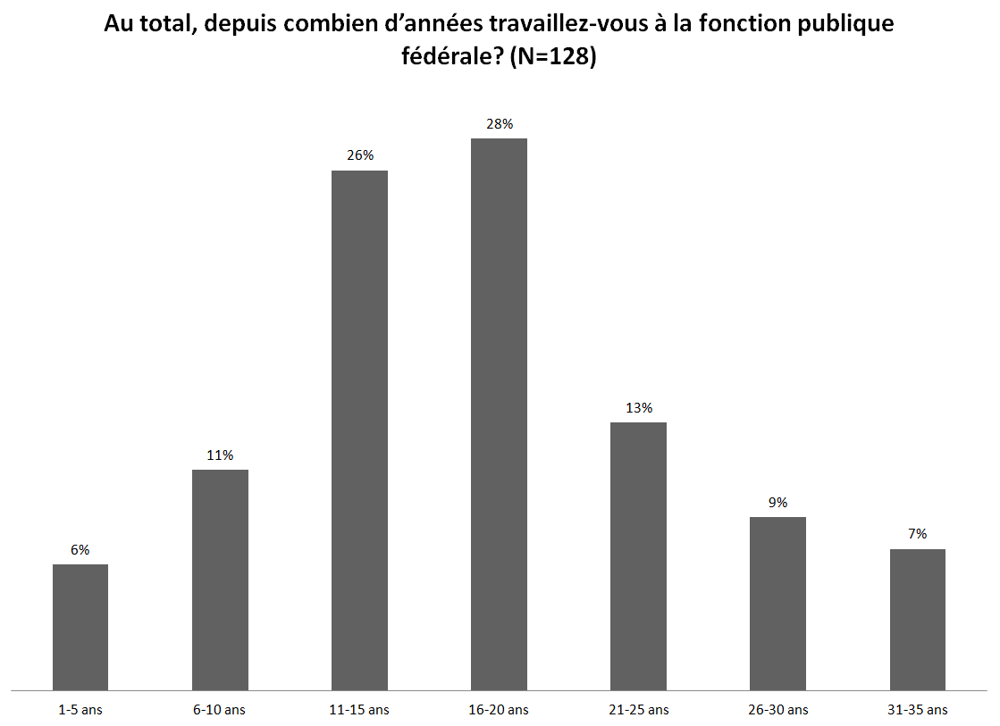 Au total, depuis combien d’années travaillez-vous à la fonction publique
fédérale? (N=128)
28%
26%
13%
11%
9%
7%
6%
1-5 ans
6-10 ans
11-15 ans
16-20 ans
21-25 ans
26-30 ans
31-35 ans